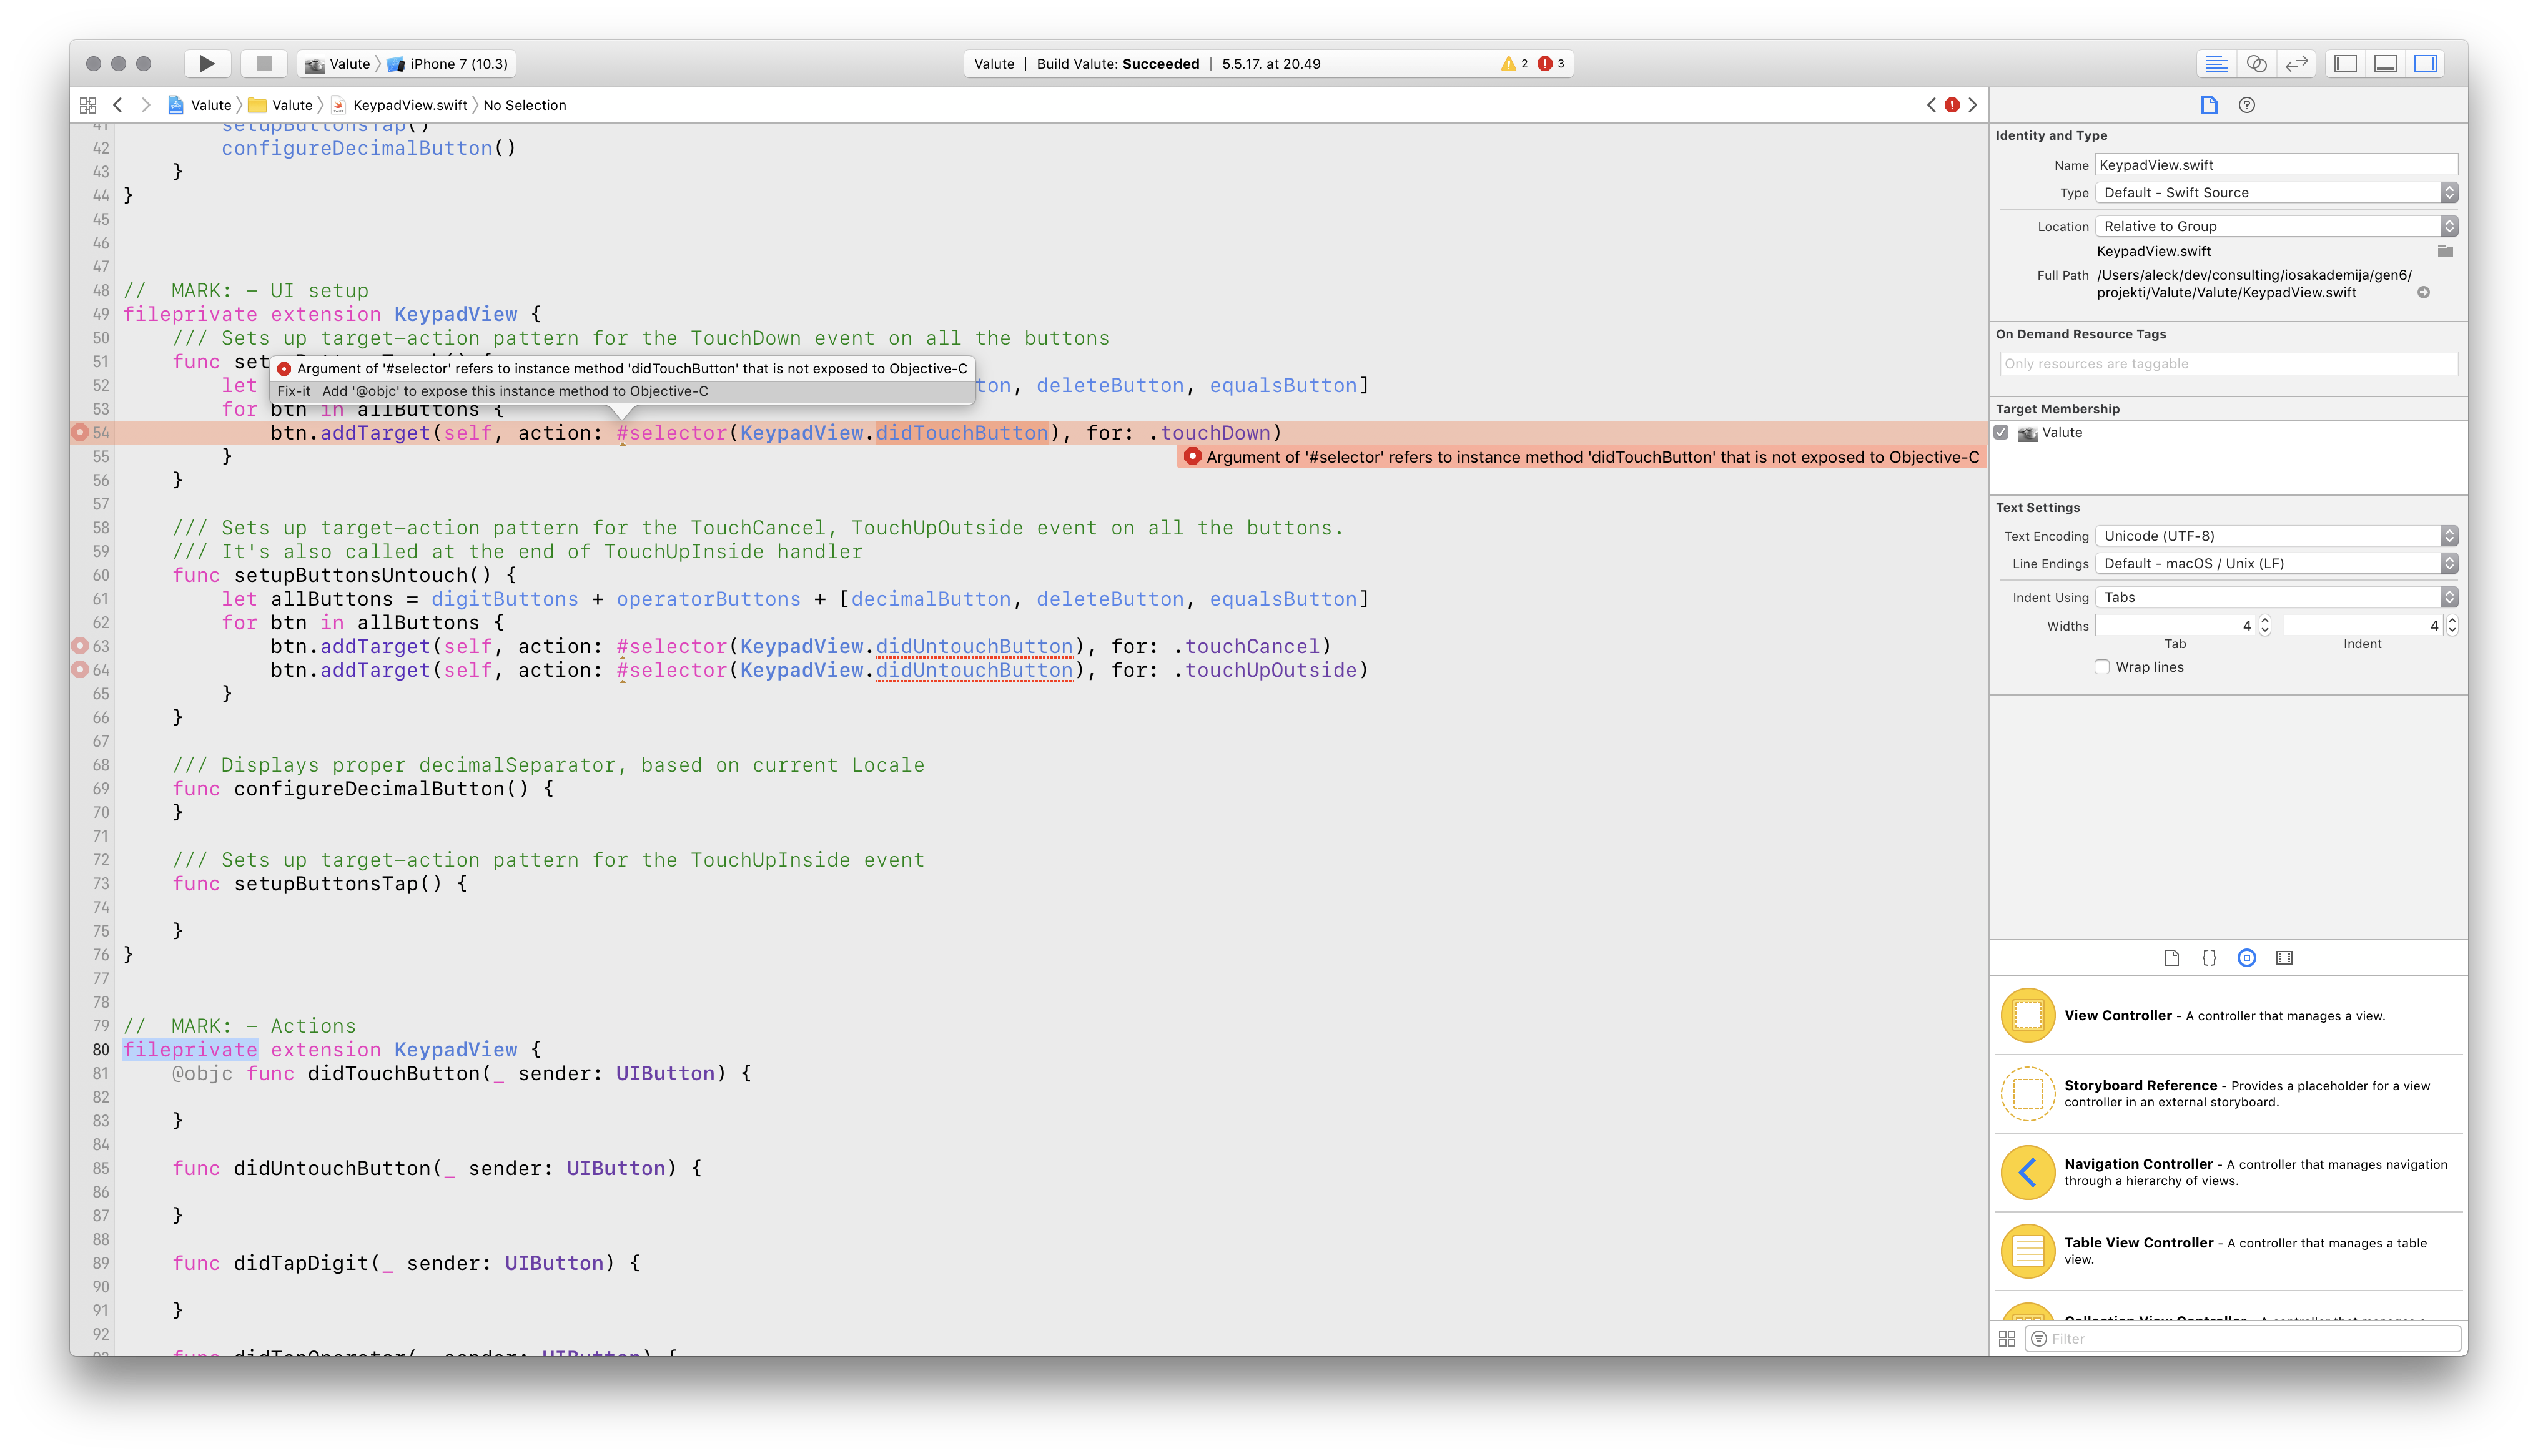 Valute 〉 iPhone 7 (10.3)
Valute | Build Valute: Succeeded | 5.5.17. at 20.49
2 3
Valute 〉 Valute 〉 KeypadView.swift 〉 No Selection
41 setupButtonsTap()
42 configureDecimalButton()
43 }
44 }
45
46
47
48 //  MARK: - UI setup
49 fileprivate extension KeypadView {
50 /// Sets up target-action pattern for the TouchDown event on all the buttons
51 func set
Argument of '#selector' refers to instance method 'didTouchButton' that is not exposed to Objective-C
Fix-it Add '@objc' to expose this instance method to Objective-C
52 let ton, deleteButton, equalsButton]
53 for btn in allButtons {
54 btn.addTarget(self, action: #selector(KeypadView.didTouchButton), for: .touchDown)
55 }
Argument of '#selector' refers to instance method 'didTouchButton' that is not exposed to Objective-C
56 }
57
58 /// Sets up target-action pattern for the TouchCancel, TouchUpOutside event on all the buttons.
59 /// It's also called at the end of TouchUpInside handler
60 func setupButtonsUntouch() {
61 let allButtons = digitButtons + operatorButtons + [decimalButton, deleteButton, equalsButton]
62 for btn in allButtons {
63 btn.addTarget(self, action: #selector(KeypadView.didUntouchButton), for: .touchCancel)
64 btn.addTarget(self, action: #selector(KeypadView.didUntouchButton), for: .touchUpOutside)
65 }
66 }
67
68 /// Displays proper decimalSeparator, based on current Locale
69 func configureDecimalButton() {
70 }
71
72 /// Sets up target-action pattern for the TouchUpInside event
73 func setupButtonsTap() {
74
75 }
76 }
77
78
79 //  MARK: - Actions
80 fileprivate extension KeypadView {
81 @objc func didTouchButton(_ sender: UIButton) {
82
83 }
84
85 func didUntouchButton(_ sender: UIButton) {
86
87 }
88
89 func didTapDigit(_ sender: UIButton) {
90
91 }
92
func didTapOperator(_ sender: UIButton) {
Identity and Type
Name KeypadView.swift
Type Default - Swift Source
Location Relative to Group
KeypadView.swift
Full Path /Users/aleck/dev/consulting/iosakademija/gen6/
projekti/Valute/Valute/KeypadView.swift
On Demand Resource Tags
Only resources are taggable
Target Membership
Valute
Text Settings
Text Encoding Unicode (UTF-8)
Line Endings Default - macOS / Unix (LF)
Indent Using Tabs
Widths 4 4
Tab Indent
Wrap lines
View Controller - A controller that manages a view.
Storyboard Reference - Provides a placeholder for a view
controller in an external storyboard.
Navigation Controller - A controller that manages navigation
through a hierarchy of views.
Table View Controller - A controller that manages a table
view.
Collection View Controller - A controller that manages a
Filter